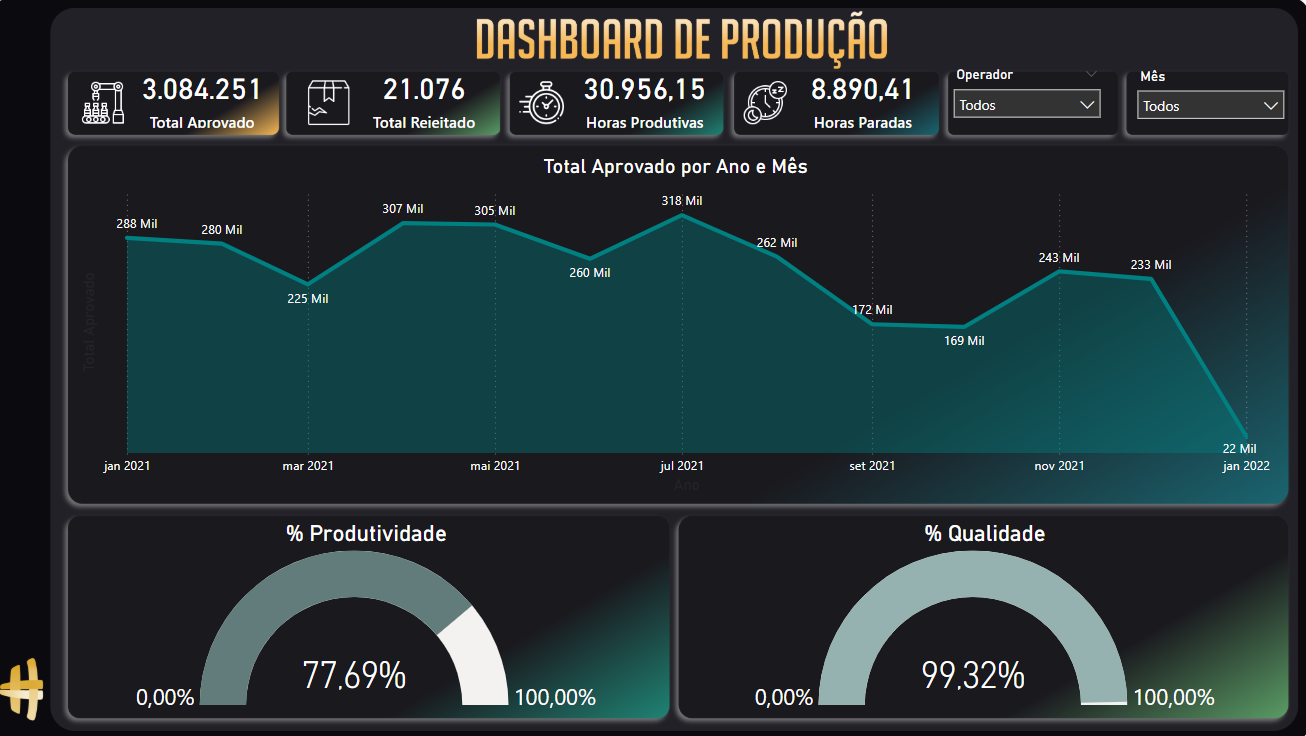 DASHBOARD DE PRODUÇÃO
3.084.251
Total Aprovado
21.076
Total Rejeitado
30.956,15
Horas Produtivas
8.890,41
Horas Paradas
Operador
Todos
Mês
Todos
Total Aprovado por Ano e Mês
Total Aprovado
288 Mil
280 Mil
225 Mil
307 Mil
305 Mil
260 Mil
318 Mil
262 Mil
172 Mil
169 Mil
243 Mil
233 Mil
22 Mil
jan 2021
mar 2021
mai 2021
jul 2021
set 2021
nov 2021
jan 2022
Ano
% Produtividade
77,69%
0,00%
100,00%
% Qualidade
99,32%
0,00%
100,00%